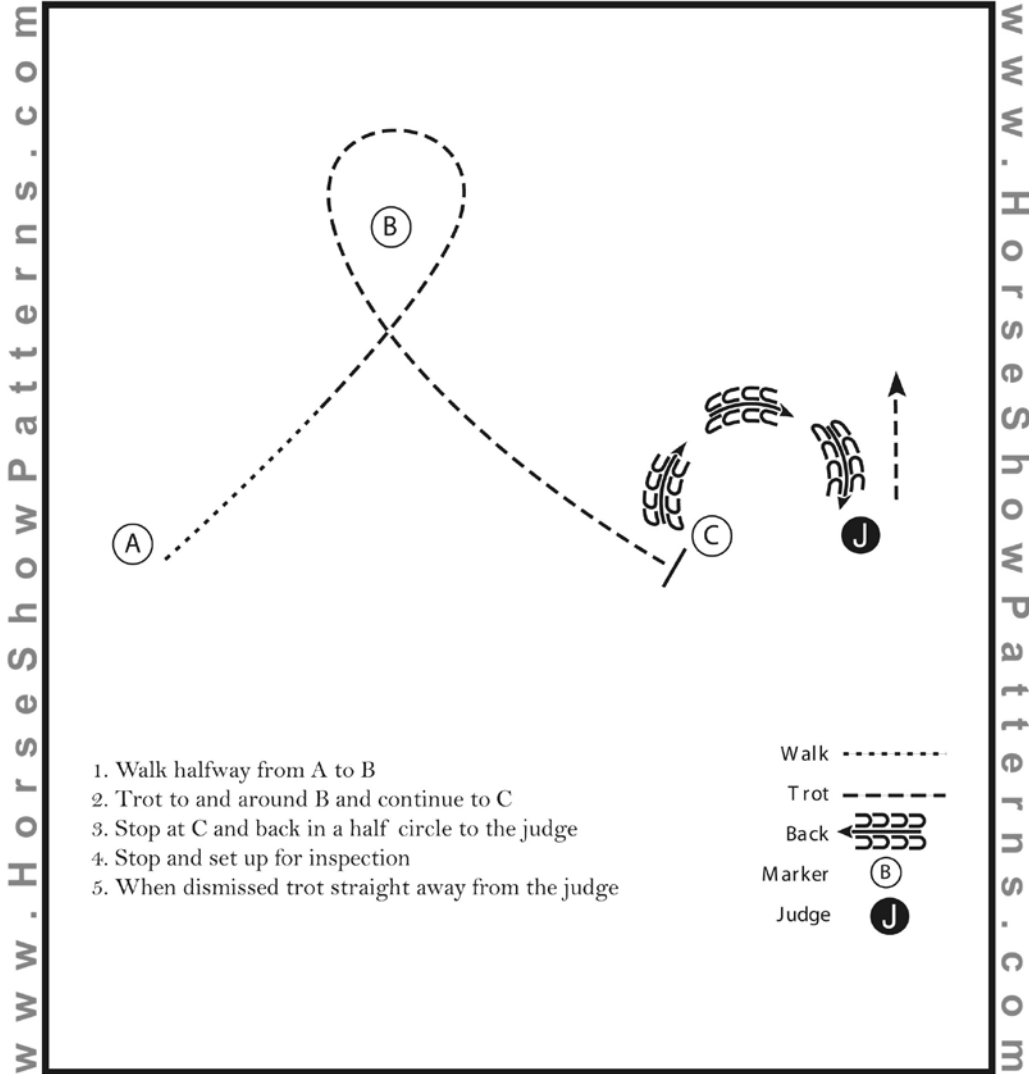 www.HorseShowPatterns.com
B
A
C
J
1. Walk halfway from A to B
2. Trot to and around B and continue to C
3. Stop at C and back in a half circle to the judge
4. Stop and set up for inspection
5. When dismissed trot straight away from the judge
Walk
Trot
Back
Marker B
Judge J
www.HorseShowPatterns.com